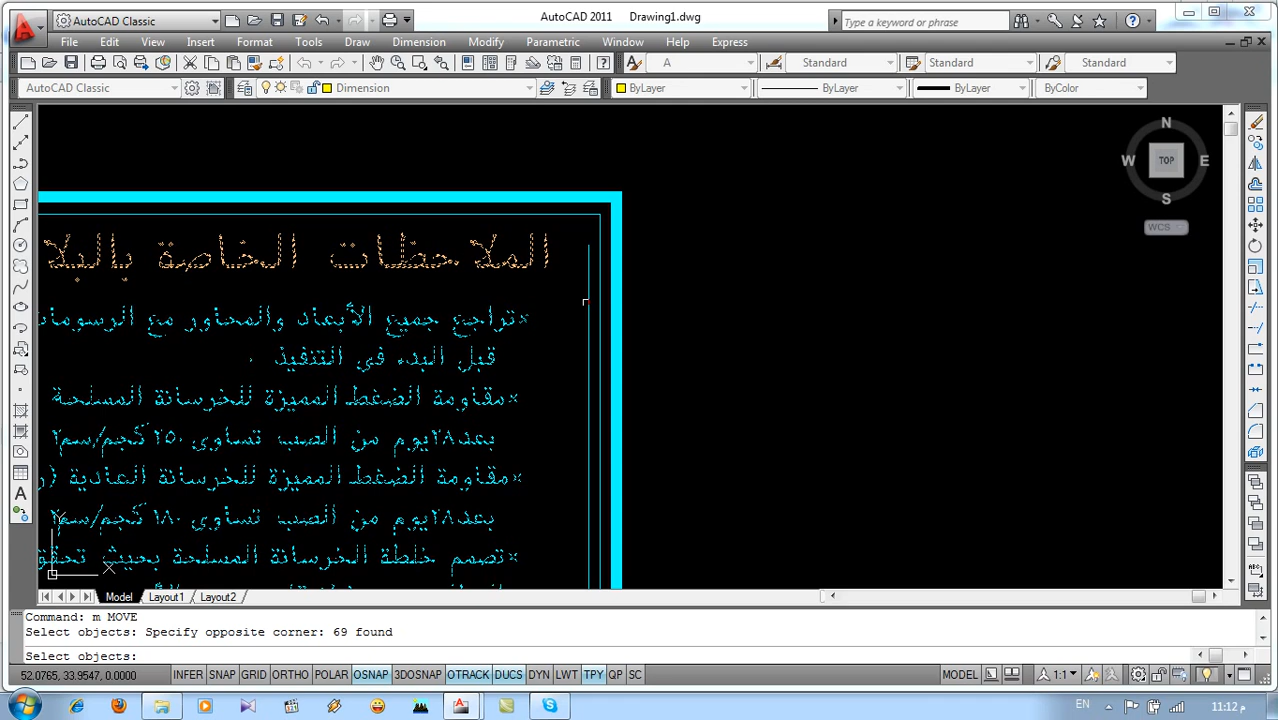 AutoCAD Classic
AutoCAD 2011 Drawing1.dwg
Type a keyword or phrase
File Edit View Insert Format Tools Draw Dimension Modify Parametric Window Help Express
A Standard Standard Standard
AutoCAD Classic Dimension ByLayer ByLayer ByLayer ByColor
N
W TOP E
S
WCS
الملاحظات الخاصة بالبلا
*تراجع جميع الأبعاد والمحاور مع الرسومات
قبل البدء في التنفيذ .
*مقاومة الضغط المميزة للخرسانة المسلحة
بعد٢٨يوم من الصب تساوى ٢٥٠ كجم/سم٢
*مقاومة الضغط المميزة للخرسانة العادية (ر
بعد٢٨يوم من الصب تساوى ١٨٠ كجم/سم٢
*تصمم خلطة الخرسانة المسلحة بحيث تحقق
Y
X
Model Layout1 Layout2
Command: m MOVE
Select objects: Specify opposite corner: 69 found
Select objects:
52.0765, 33.9547, 0.0000 INFER SNAP GRID ORTHO POLAR OSNAP 3DOSNAP OTRACK DUCS DYN LWT TPY QP SC MODEL 1:1
EN 11:12 م